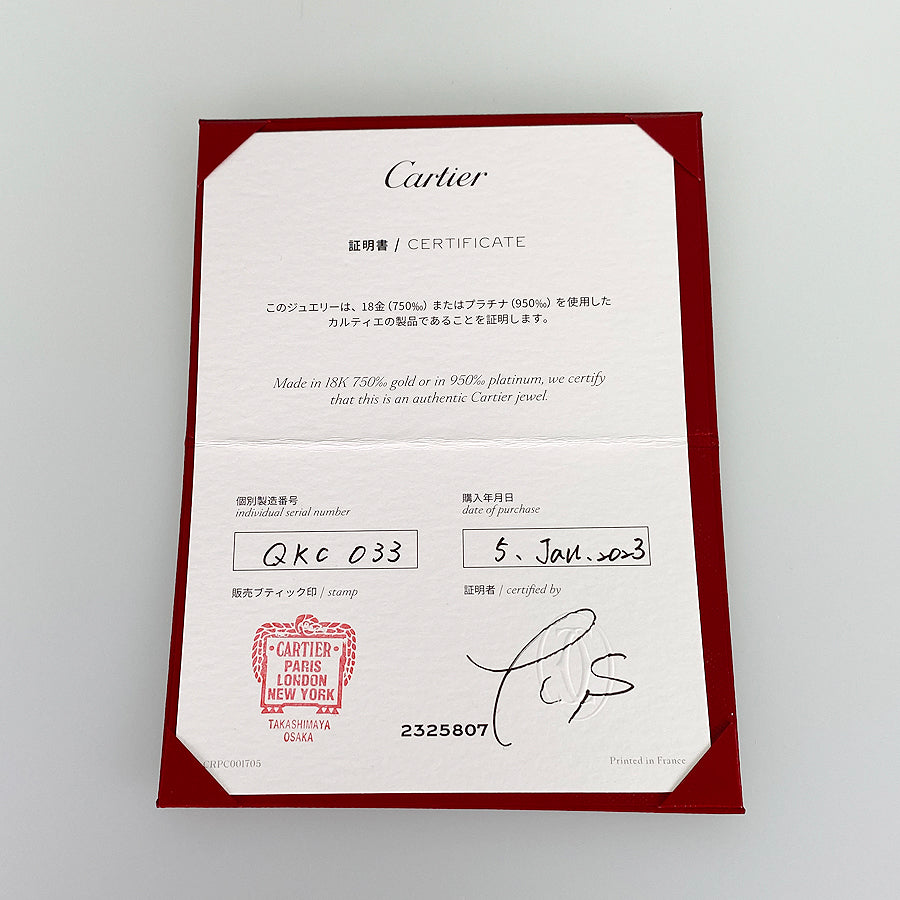 Cartier
証明書 / CERTIFICATE
このジュエリーは、18金 (750‰) またはプラチナ (950‰) を使用した
カルティエの製品であることを証明します。
Made in 18K 750‰ gold or in 950‰ platinum, we certify
that this is an authentic Cartier jewel.
個別製造番号
individual serial number
QKC 033
購入年月日
date of purchase
5. Jan. 2023
販売ブティック印 / stamp
証明者 / certified by
CARTIER
PARIS
LONDON
NEW YORK
TAKASHIMAYA
OSAKA
2325807
CRPC001705
Printed in France